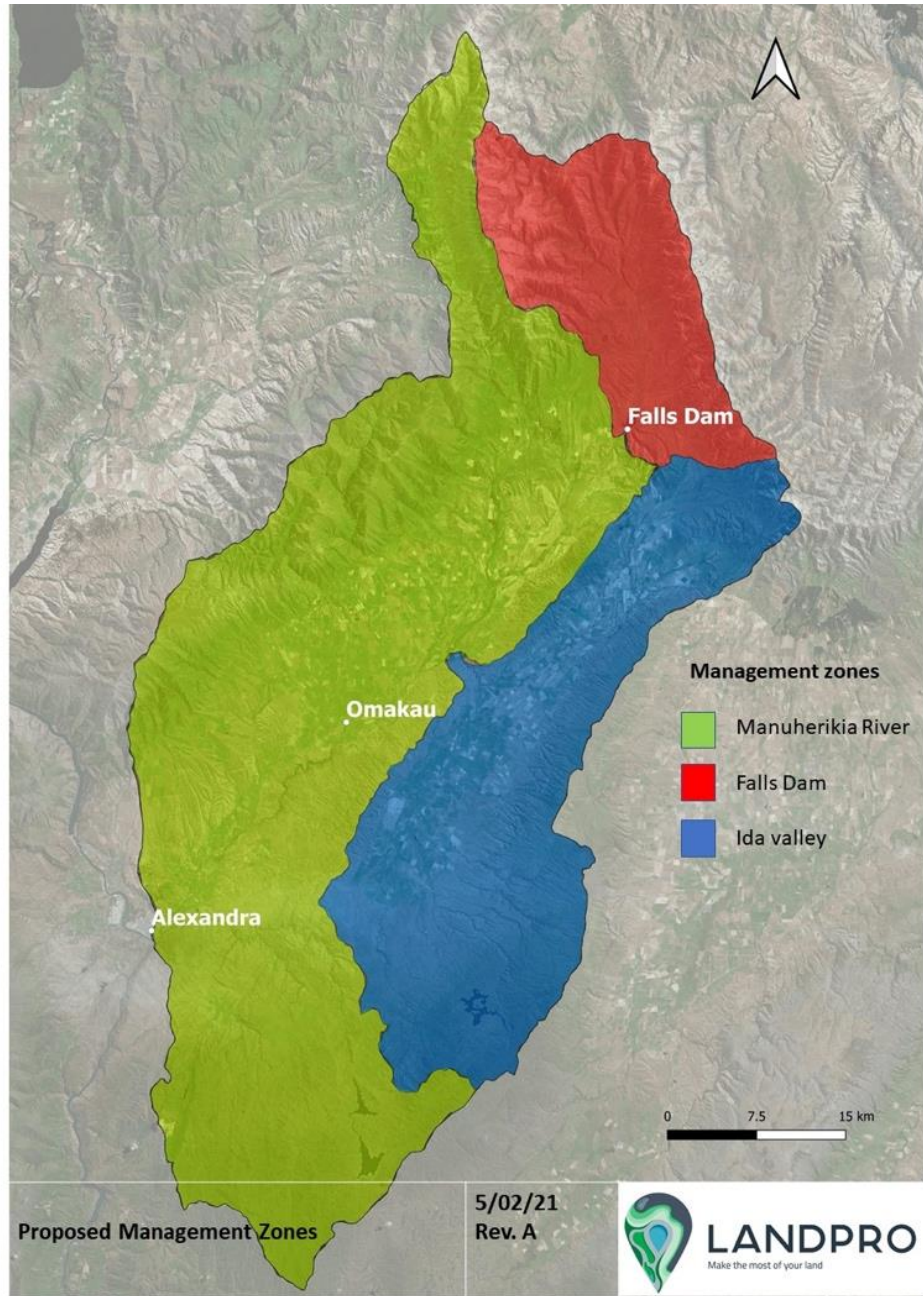 Falls Dam
Omakau
Alexandra
Management zones
Manuherikia River
Falls Dam
Ida valley
0 7.5 15 km
Proposed Management Zones
5/02/21
Rev. A
LANDPRO
Make the most of your land